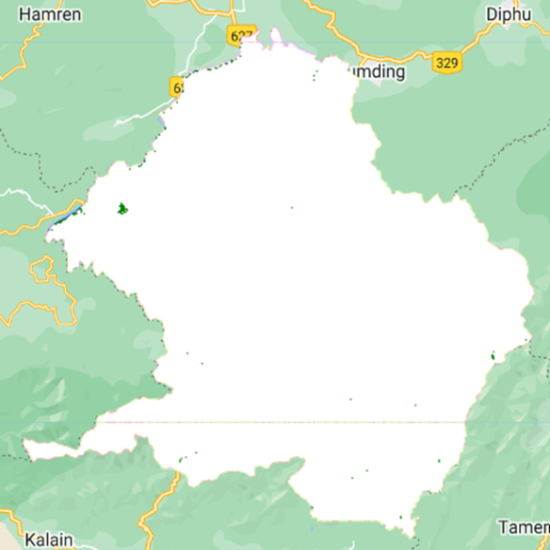 Hamren
Diphu
627
329
umding
Kalain
Tamen